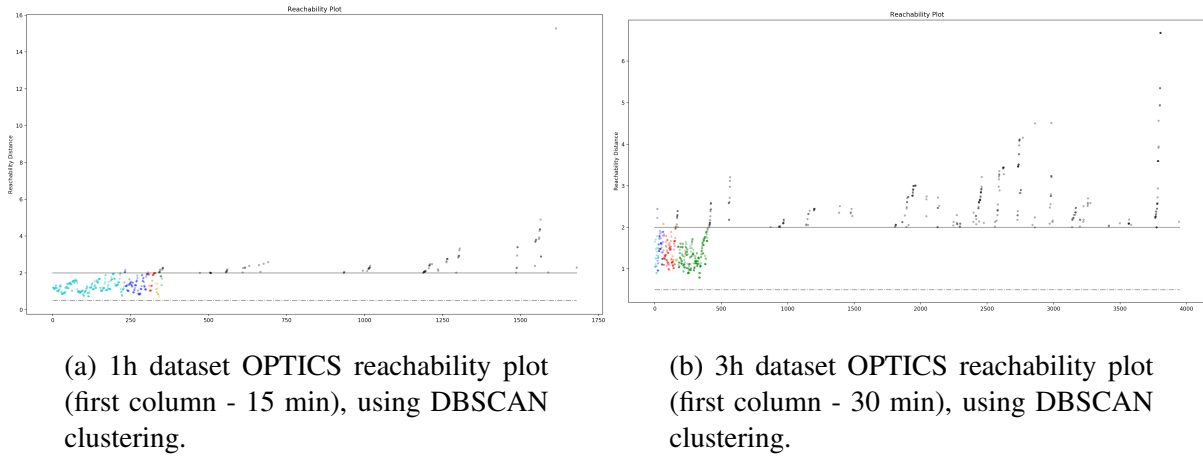 Reachability Plot
16
14
12
10
8
6
4
2
0
Reachability Distance
0 250 500 750 1000 1250 1500 1750
Reachability Plot
6
5
4
3
2
1
Reachability Distance
0 500 1000 1500 2000 2500 3000 3500 4000
(a) 1h dataset OPTICS reachability plot
(first column - 15 min), using DBSCAN
clustering.
(b) 3h dataset OPTICS reachability plot
(first column - 30 min), using DBSCAN
clustering.